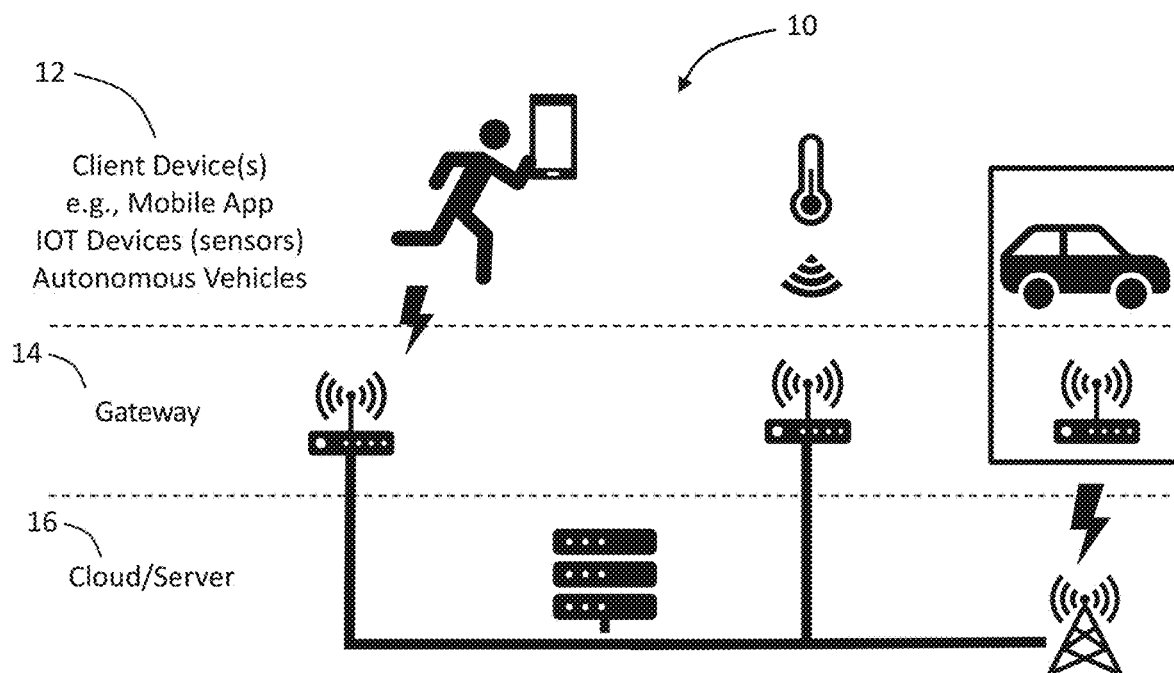 10
12
Client Device(s)
e.g., Mobile App
IOT Devices (sensors)
Autonomous Vehicles
14
Gateway
16
Cloud/Server